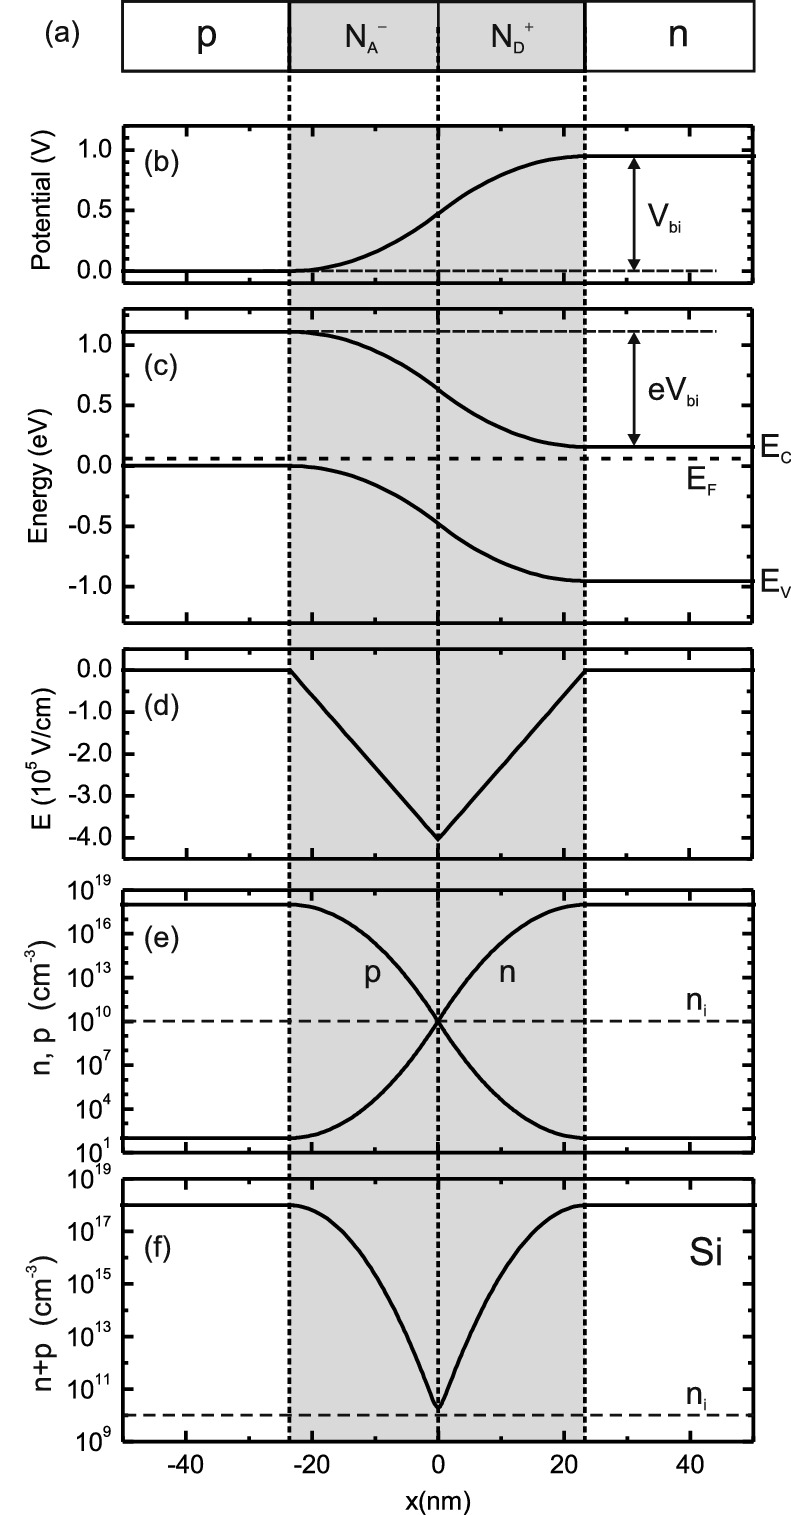 (a) p N_A^- N_D^+ n
(b)
Potential (V)
1.0
0.5
0.0
V_bi
(c)
Energy (eV)
1.0
0.5
0.0
-0.5
-1.0
eV_bi
E_C
E_F
E_V
(d)
E (10^5 V/cm)
0.0
-1.0
-2.0
-3.0
-4.0
(e)
n, p (cm^-3)
10^19
10^16
10^13
10^10
10^7
10^4
10^1
p n
n_i
(f)
n+p (cm^-3)
10^19
10^17
10^15
10^13
10^11
10^9
Si
n_i
-40 -20 0 20 40
x(nm)